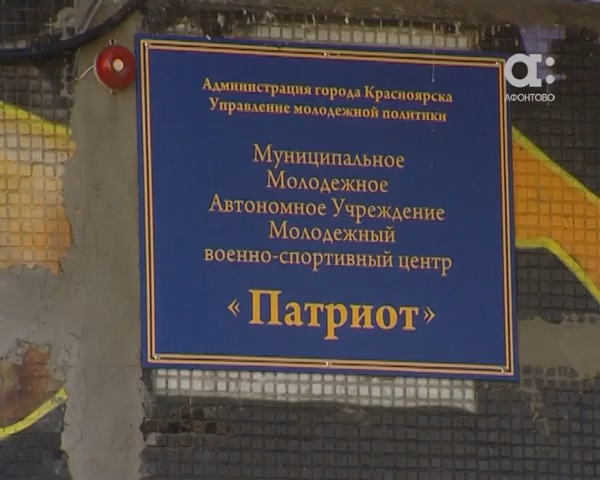 Администрация города Красноярска
Управление молодежной политики
Муниципальное
Молодежное
Автономное Учреждение
Молодежный
военно-спортивный центр
«Патриот»
a:
АФОНТОВО